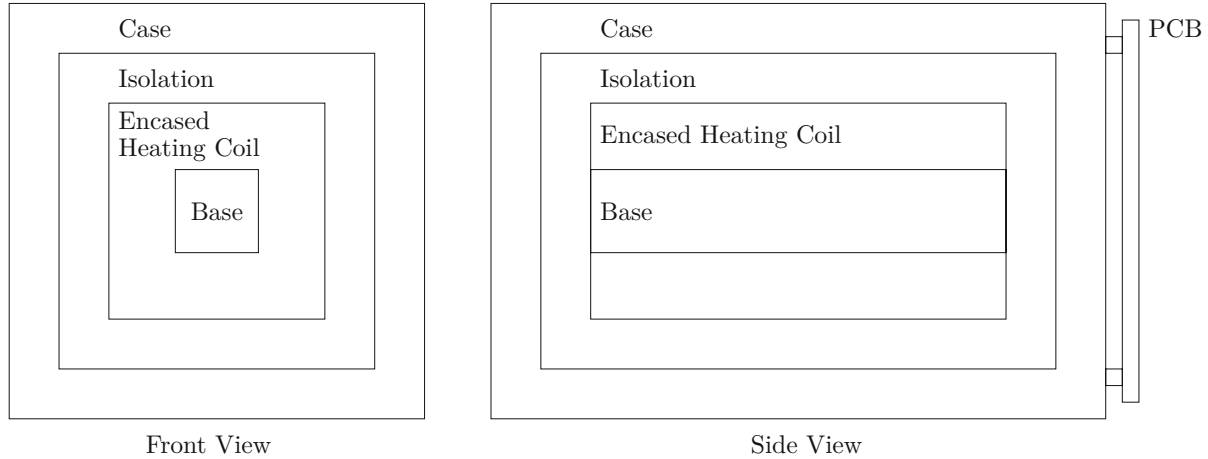 Case
Isolation
Encased
Heating Coil
Base
Front View
Case
Isolation
Encased Heating Coil
Base
PCB
Side View